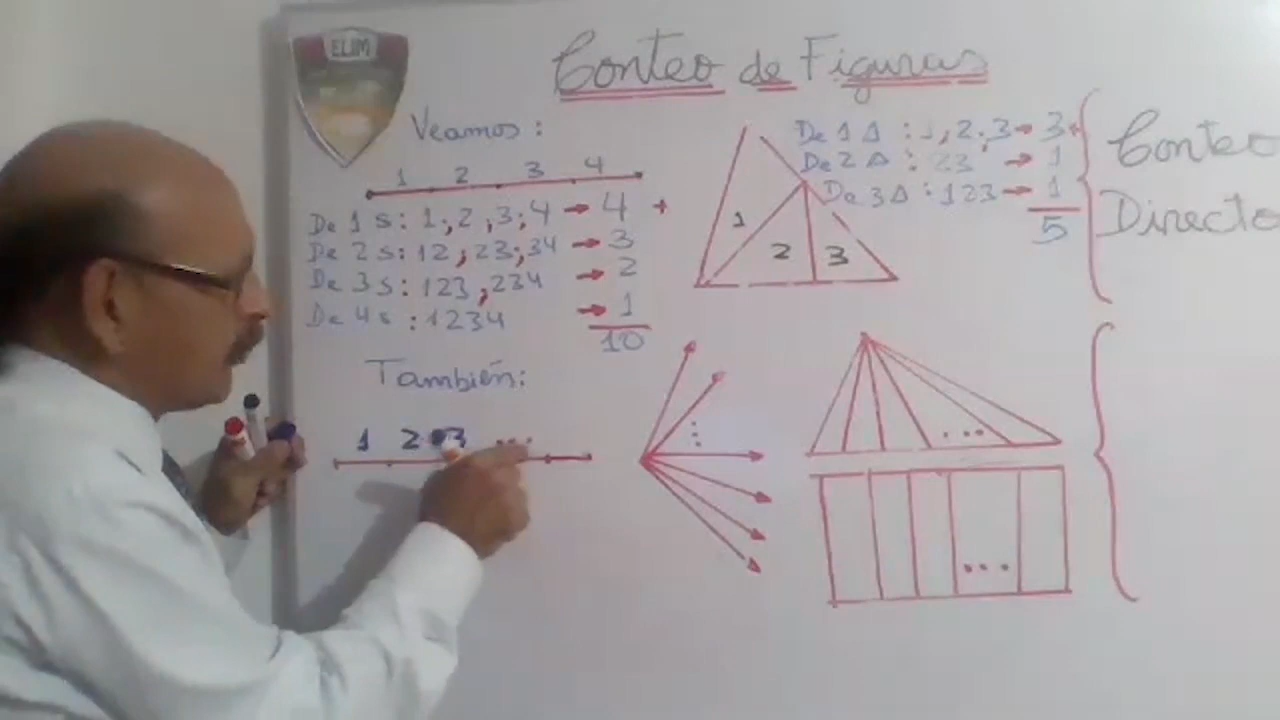 ELIM
Conteo de Figuras
Veamos:
1 2 3 4
De 1 s: 1, 2, 3, 4 → 4 +
De 2 s: 12, 23, 34 → 3
De 3 s: 123, 234 → 2
De 4 s: 1234 → 1
10
De 1 Δ : 1, 2, 3 → 3 +
De 2 Δ : 23 → 1
De 3 Δ : 123 → 1
5
1 2 3
Conteo
Directo
También:
1 2 3 ...
...
...
...